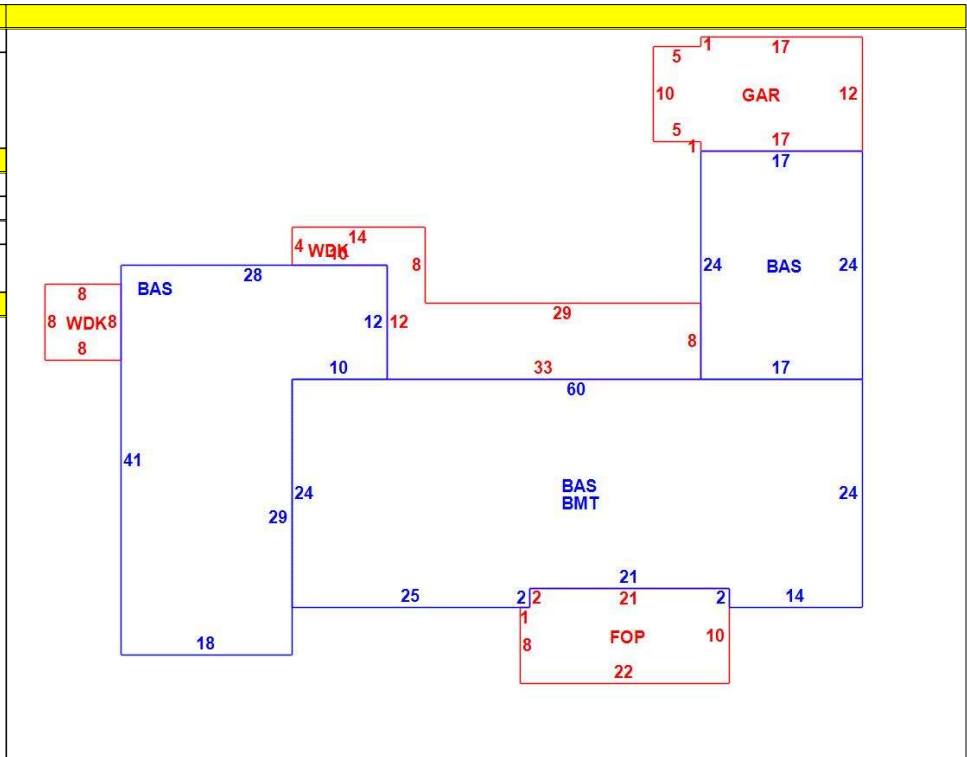 1 17
5
10 GAR 12
5 17
1 17
4 WDK 14
10
28 8 24 BAS 24
BAS
8
8 WDK 8 12 12 29
8 8
10 33 17
60
41
24 BAS 24
BMT
29
21
25 2 2 21 2 14
1
8 FOP 10
18
22